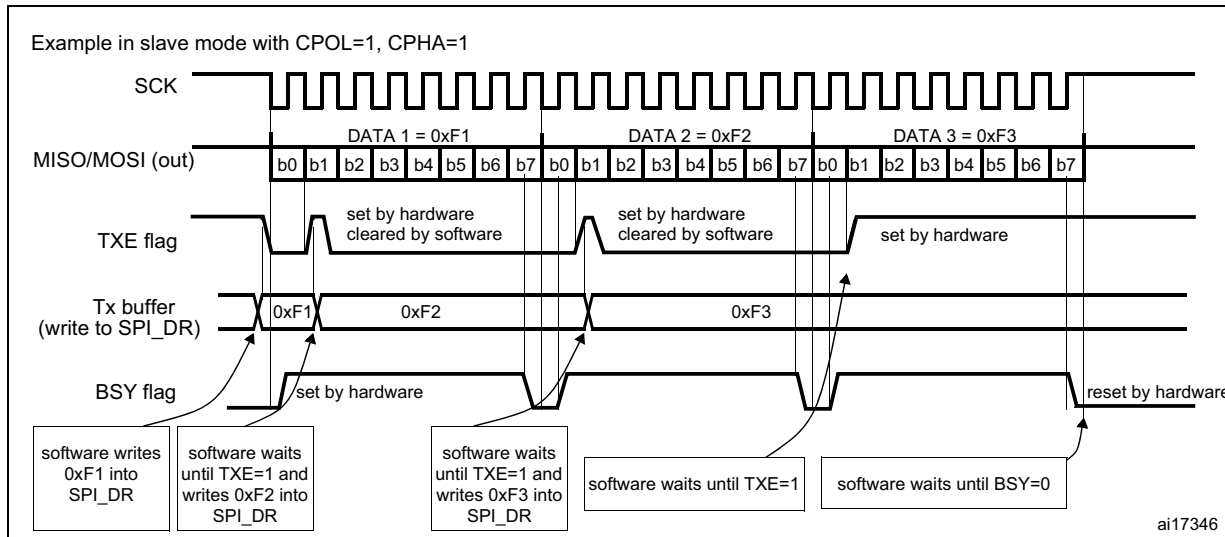 Example in slave mode with CPOL=1, CPHA=1
SCK
DATA 1 = 0xF1
DATA 2 = 0xF2
DATA 3 = 0xF3
MISO/MOSI (out)
b0 b1 b2 b3 b4 b5 b6 b7 b0 b1 b2 b3 b4 b5 b6 b7 b0 b1 b2 b3 b4 b5 b6 b7
TXE flag
set by hardware
cleared by software
set by hardware
cleared by software
set by hardware
Tx buffer
(write to SPI_DR)
0xF1
0xF2
0xF3
BSY flag
set by hardware
reset by hardware
software writes
0xF1 into
SPI_DR
software waits
until TXE=1 and
writes 0xF2 into
SPI_DR
software waits
until TXE=1 and
writes 0xF3 into
SPI_DR
software waits until TXE=1
software waits until BSY=0
ai17346